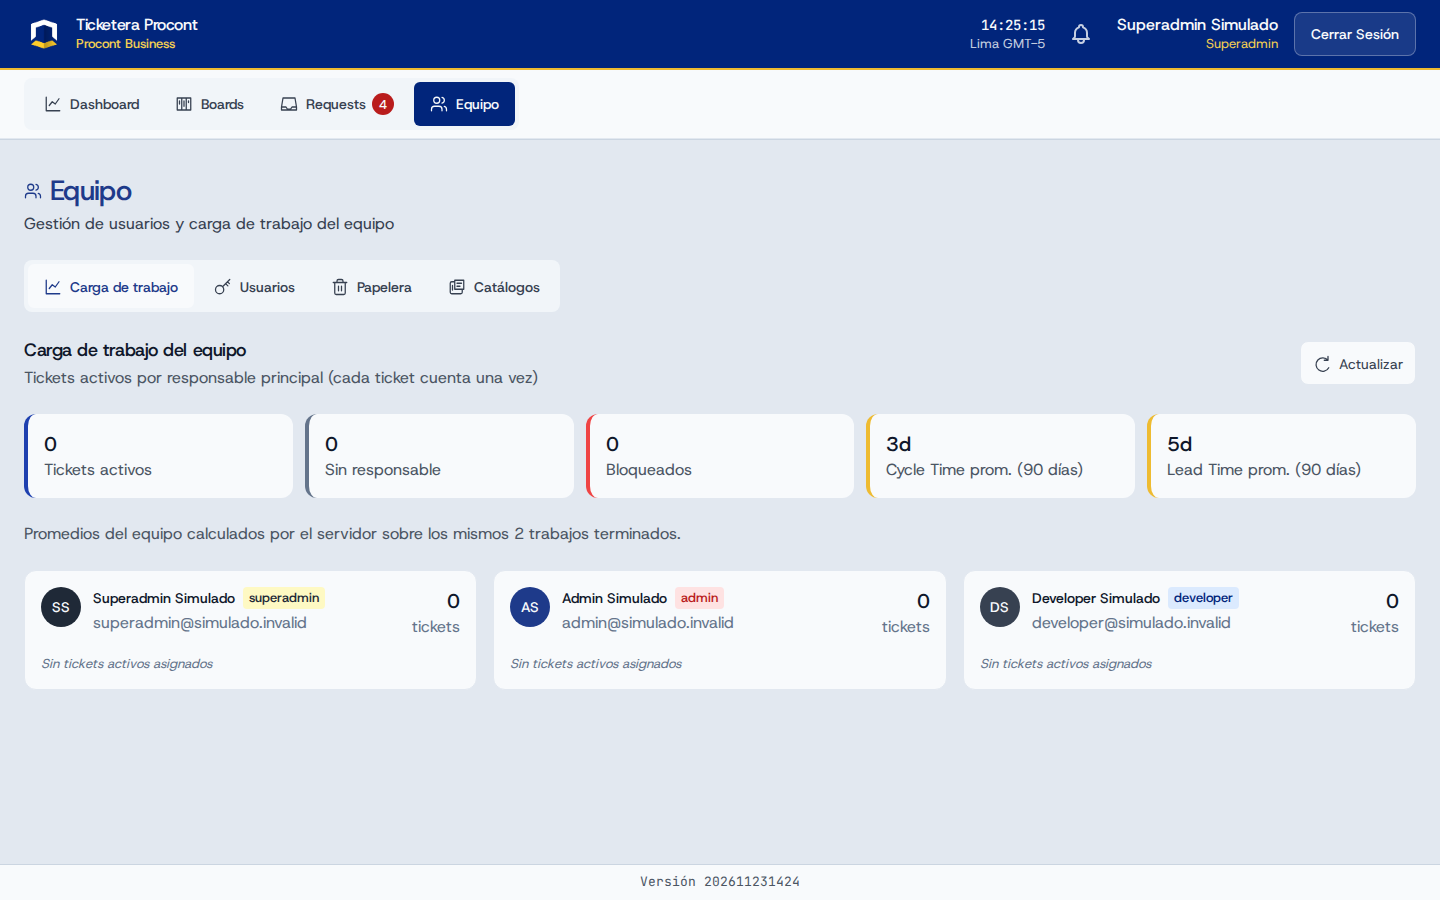 Ticketera Procont
Procont Business
14:25:15
Lima GMT-5
Superadmin Simulado
Superadmin
Cerrar Sesión
Dashboard
Boards
Requests 4
Equipo
Equipo
Gestión de usuarios y carga de trabajo del equipo
Carga de trabajo
Usuarios
Papelera
Catálogos
Carga de trabajo del equipo
Tickets activos por responsable principal (cada ticket cuenta una vez)
Actualizar
0
Tickets activos
0
Sin responsable
0
Bloqueados
3d
Cycle Time prom. (90 días)
5d
Lead Time prom. (90 días)
Promedios del equipo calculados por el servidor sobre los mismos 2 trabajos terminados.
SS
Superadmin Simulado superadmin
superadmin@simulado.invalid
0
tickets
Sin tickets activos asignados
AS
Admin Simulado admin
admin@simulado.invalid
0
tickets
Sin tickets activos asignados
DS
Developer Simulado developer
developer@simulado.invalid
0
tickets
Sin tickets activos asignados
Versión 202611231424